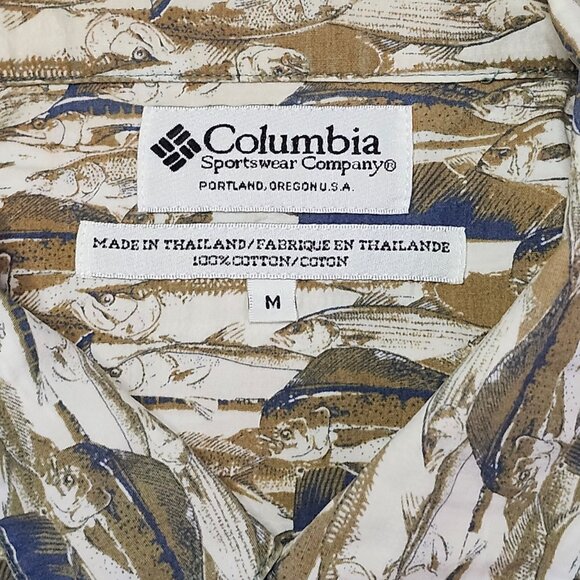 Columbia
Sportswear Company®
PORTLAND, OREGON U.S.A.
MADE IN THAILAND/FABRIQUE EN THAILANDE
100% COTTON/COTON
M